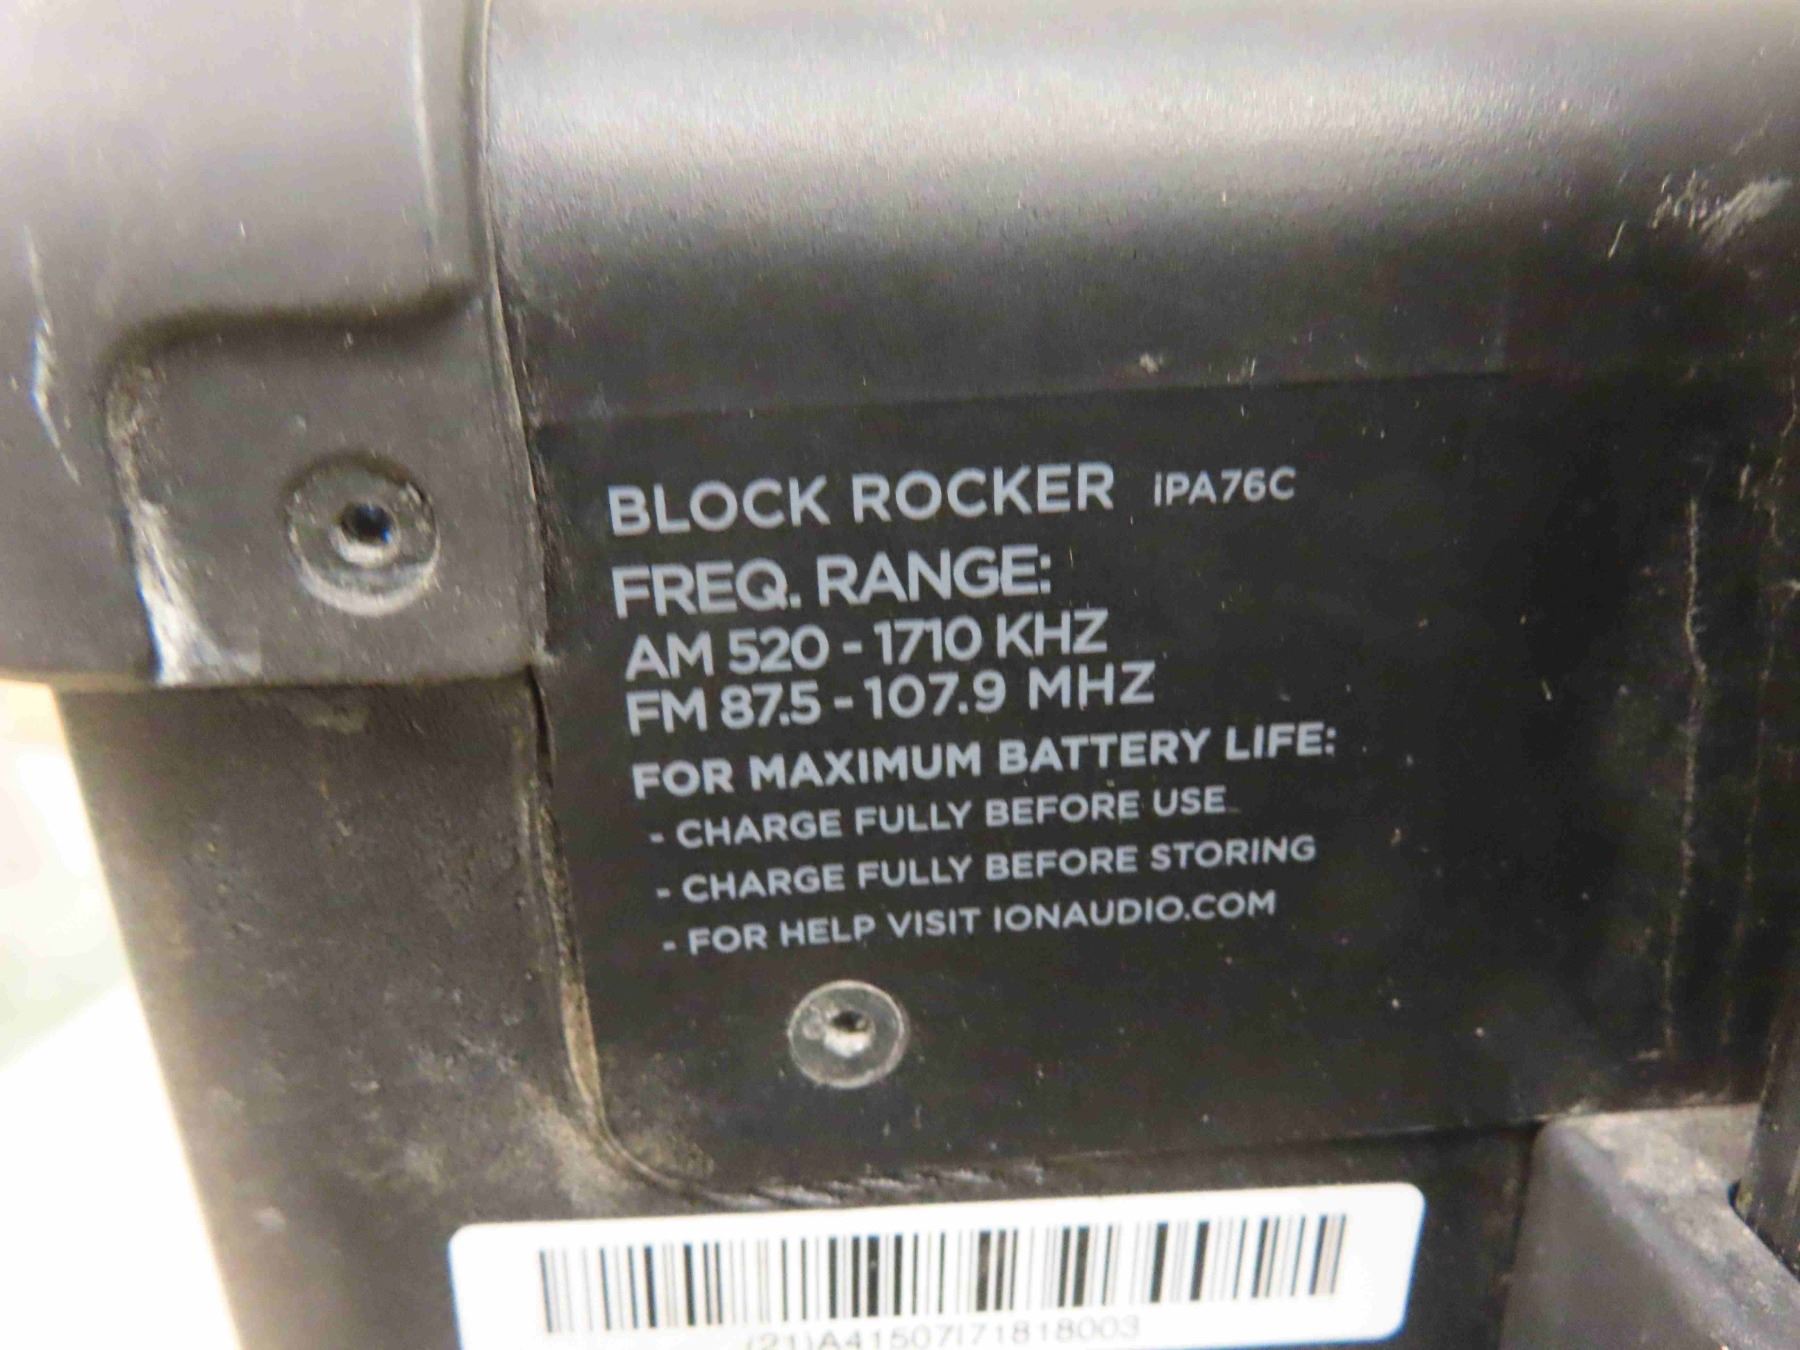 BLOCK ROCKER iPA76C
FREQ. RANGE:
AM 520 - 1710 KHZ
FM 87.5 - 107.9 MHZ
FOR MAXIMUM BATTERY LIFE:
- CHARGE FULLY BEFORE USE
- CHARGE FULLY BEFORE STORING
- FOR HELP VISIT IONAUDIO.COM
(21)A41507171818003